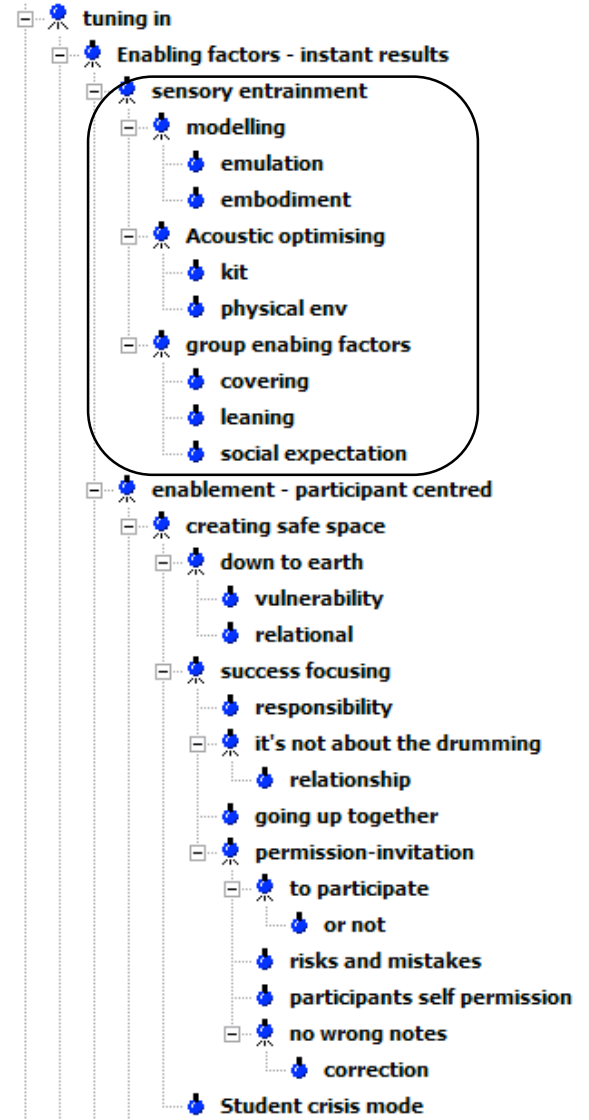 tuning in
Enabling factors - instant results
sensory entrainment
modelling
emulation
embodiment
Acoustic optimising
kit
physical env
group enabing factors
covering
leaning
social expectation
enablement - participant centred
creating safe space
down to earth
vulnerability
relational
success focusing
responsibility
it's not about the drumming
relationship
going up together
permission-invitation
to participate
or not
risks and mistakes
participants self permission
no wrong notes
correction
Student crisis mode